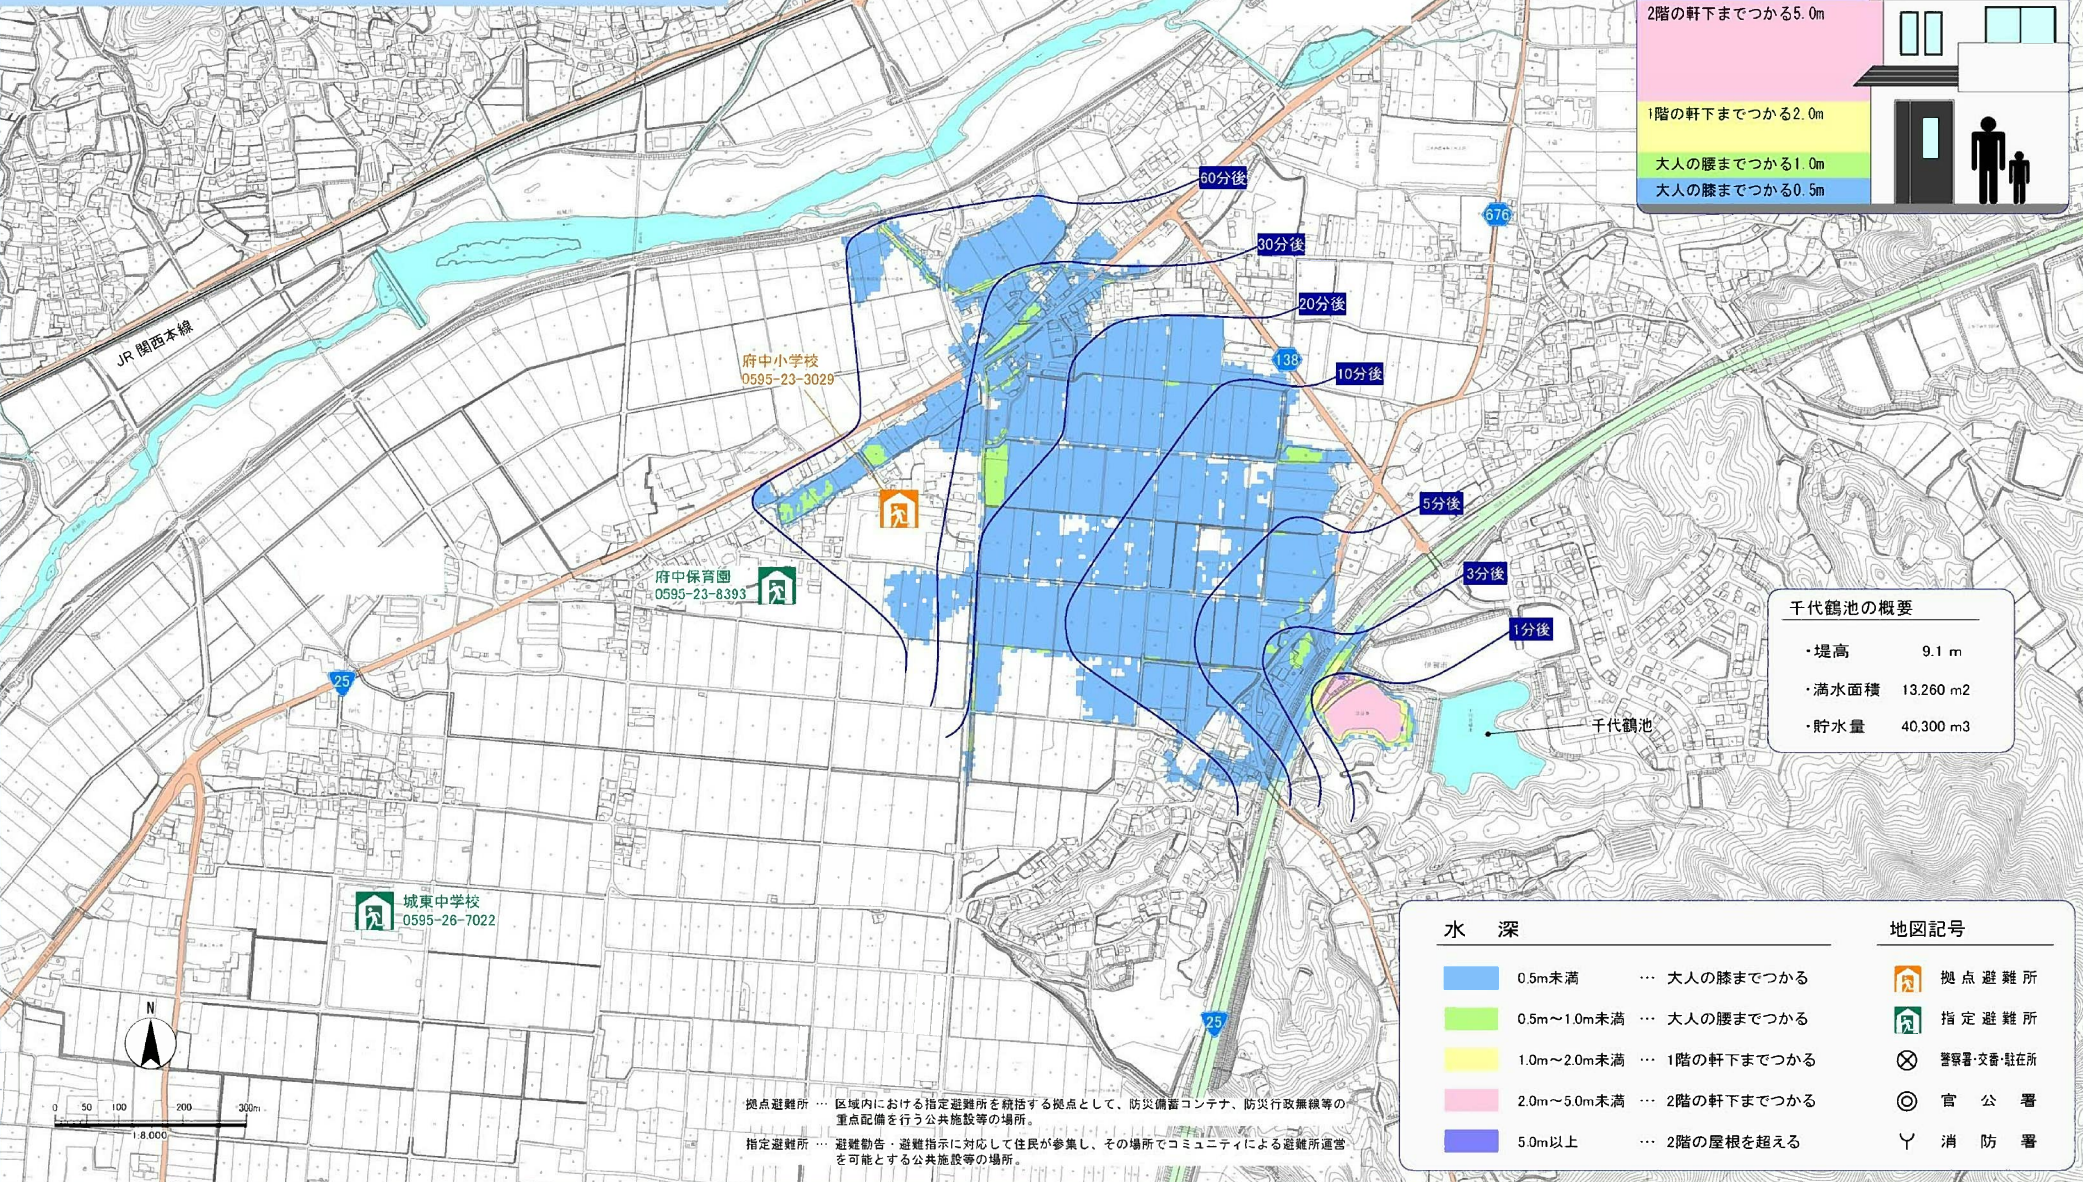 2階の軒下までつかる5.0m
1階の軒下までつかる2.0m
大人の腰までつかる1.0m
大人の膝までつかる0.5m
60分後
676
30分後
20分後
JR 関西本線
138
府中小学校
0595-23-3029
10分後
5分後
3分後
府中保育園
0595-23-8393
千代鶴池の概要
1分後
・堤高 9.1 m
25
・満水面積 13,260 m2
千代鶴池
・貯水量 40,300 m3
城東中学校
0595-26-7022
水 深
0.5m未満 … 大人の膝までつかる
0.5m～1.0m未満 … 大人の腰までつかる
1.0m～2.0m未満 … 1階の軒下までつかる
2.0m～5.0m未満 … 2階の軒下までつかる
5.0m以上 … 2階の屋根を超える
地図記号
拠点避難所
指定避難所
警察署・交番・駐在所
官公署
消防署
25
N
0 50 100 200 300m
1:8,000
拠点避難所 … 区域内における指定避難所を統括する拠点として、防災備蓄コンテナ、防災行政無線等の
重点配備を行う公共施設等の場所。
指定避難所 … 避難勧告・避難指示に対応して住民が参集し、その場所でコミュニティによる避難所運営
を可能とする公共施設等の場所。